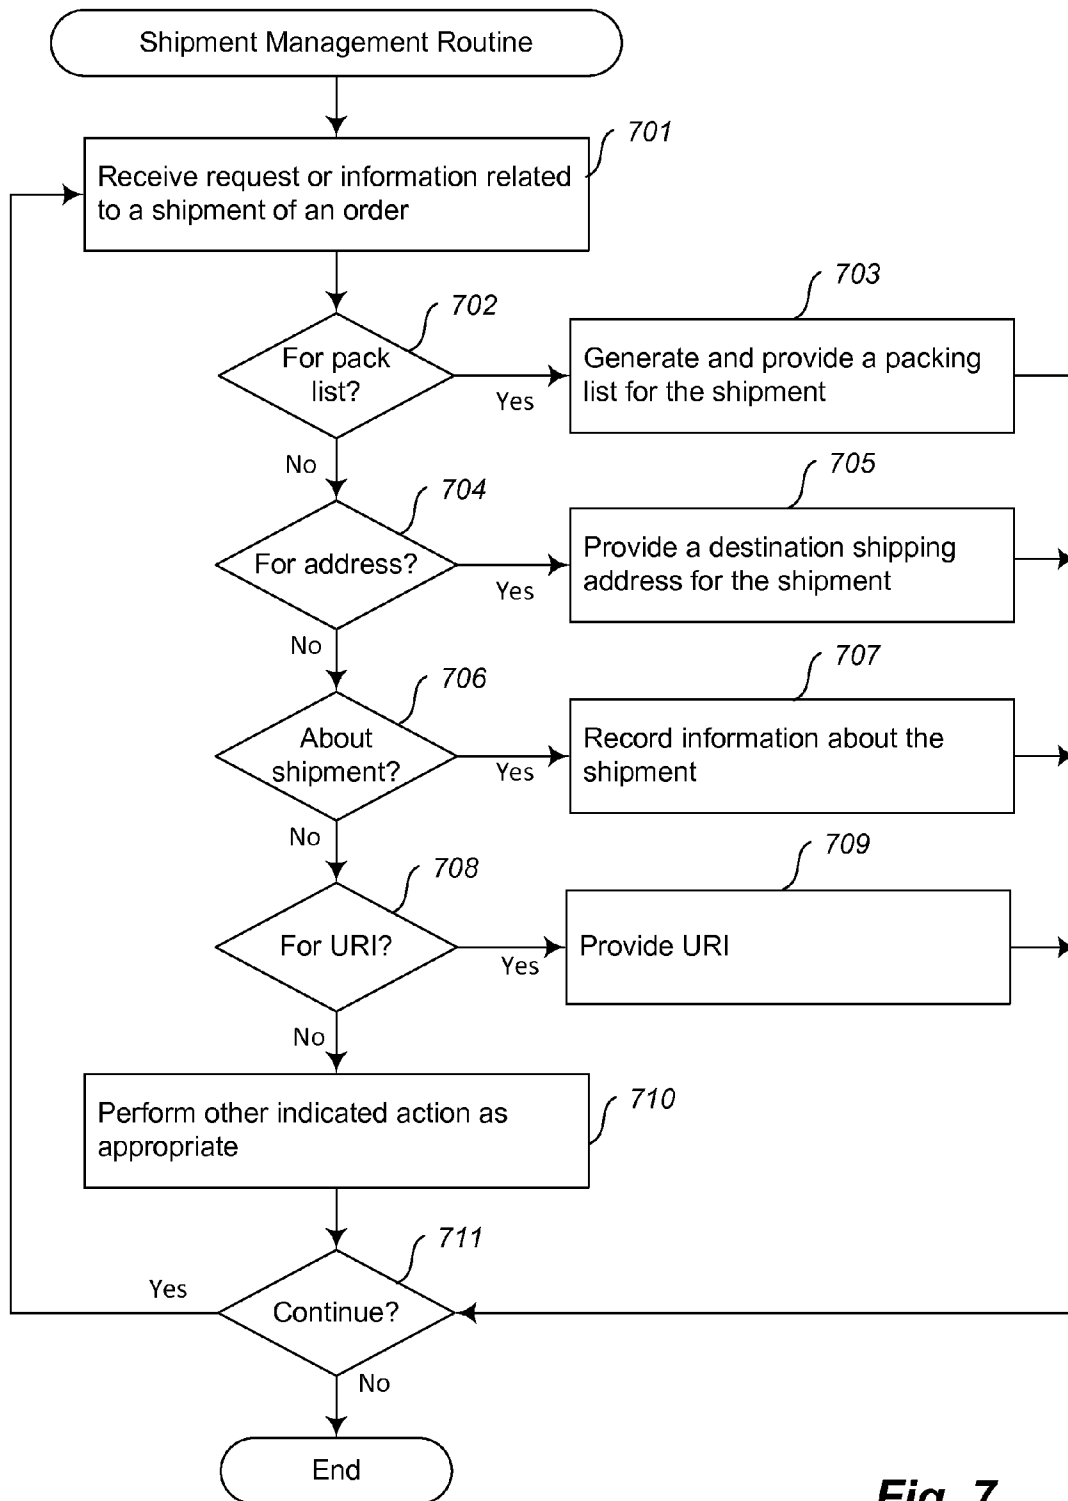 Shipment Management Routine
701
Receive request or information related
to a shipment of an order
702
For pack
list?
Yes
703
Generate and provide a packing
list for the shipment
No
704
For address?
Yes
705
Provide a destination shipping
address for the shipment
No
706
About
shipment?
Yes
707
Record information about the
shipment
No
708
For URI?
Yes
709
Provide URI
No
710
Perform other indicated action as
appropriate
711
Continue?
Yes
No
End
Fig. 7